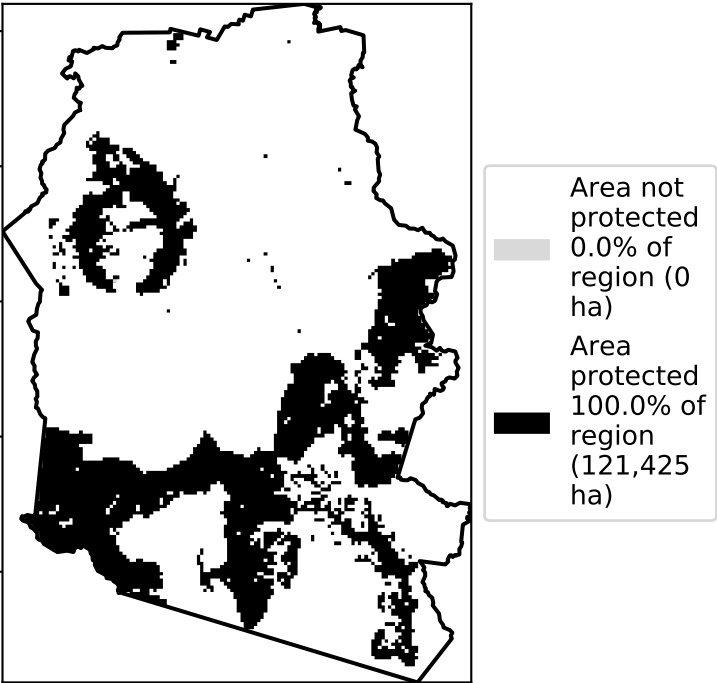 Area not
protected
0.0% of
region (0
ha)
Area
protected
100.0% of
region
(121,425
ha)